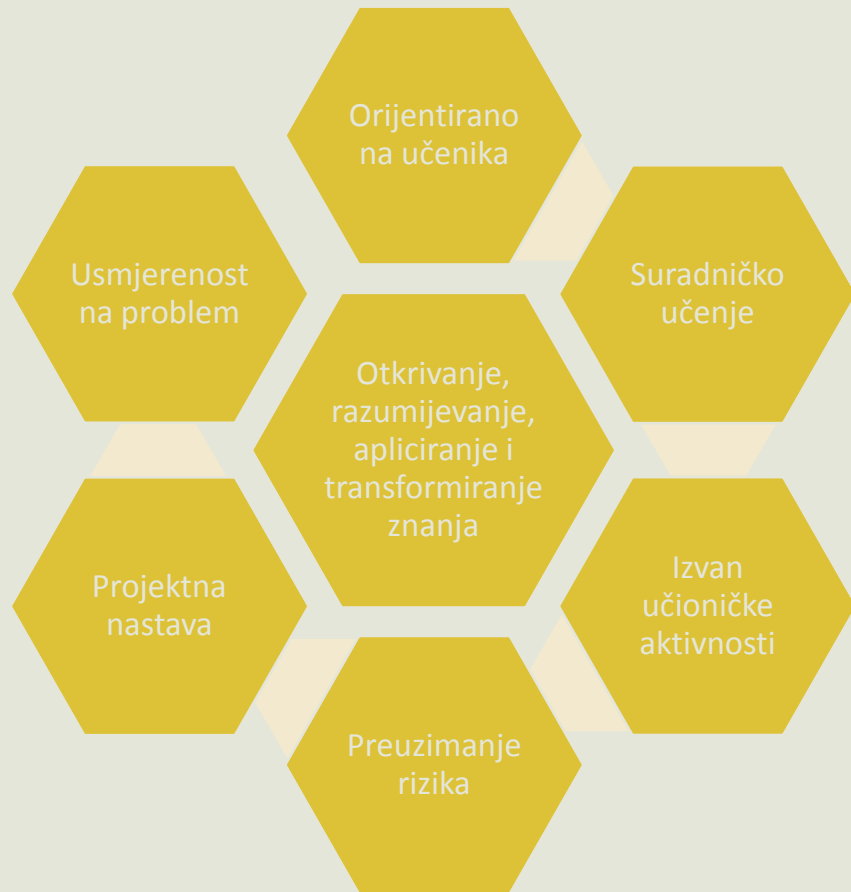 Orijentirano
na učenika
Suradničko
učenje
Izvan
učioničke
aktivnosti
Preuzimanje
rizika
Projektna
nastava
Usmjerenost
na problem
Otkrivanje,
razumijevanje,
apliciranje i
transformiranje
znanja